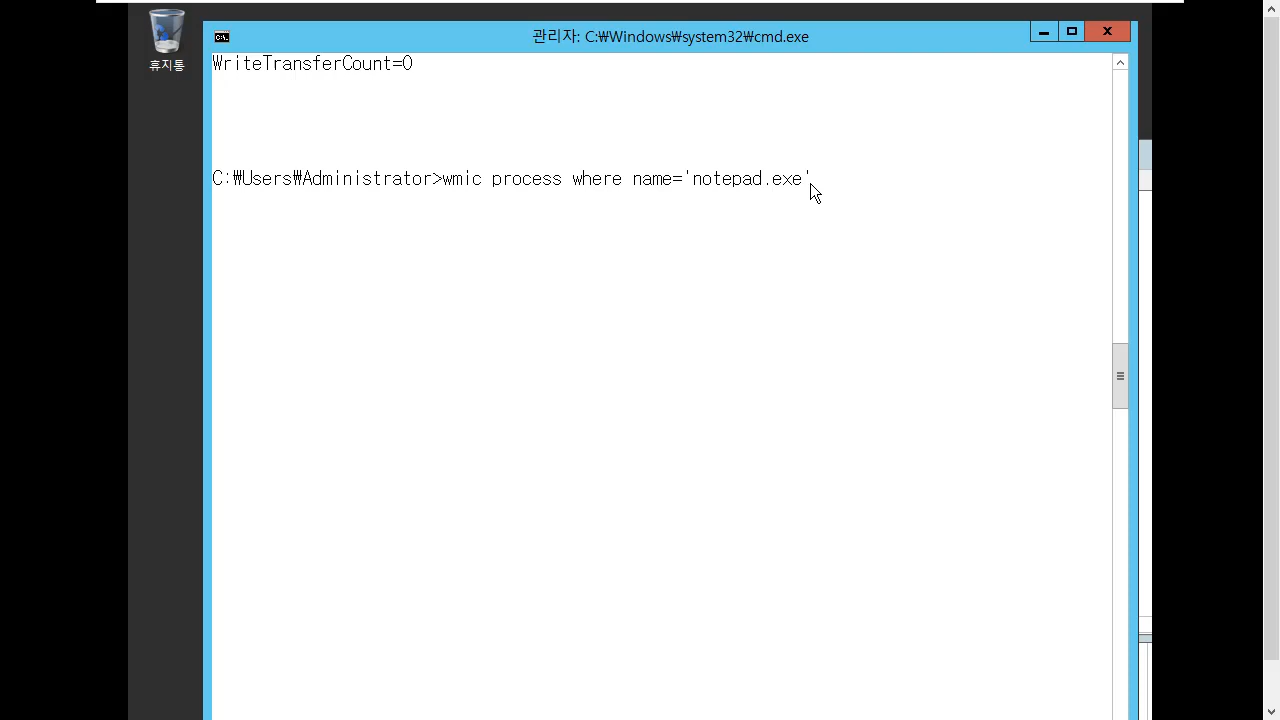 휴지통
관리자: C:₩Windows₩system32₩cmd.exe
WriteTransferCount=0
C:₩Users₩Administrator>wmic process where name='notepad.exe'